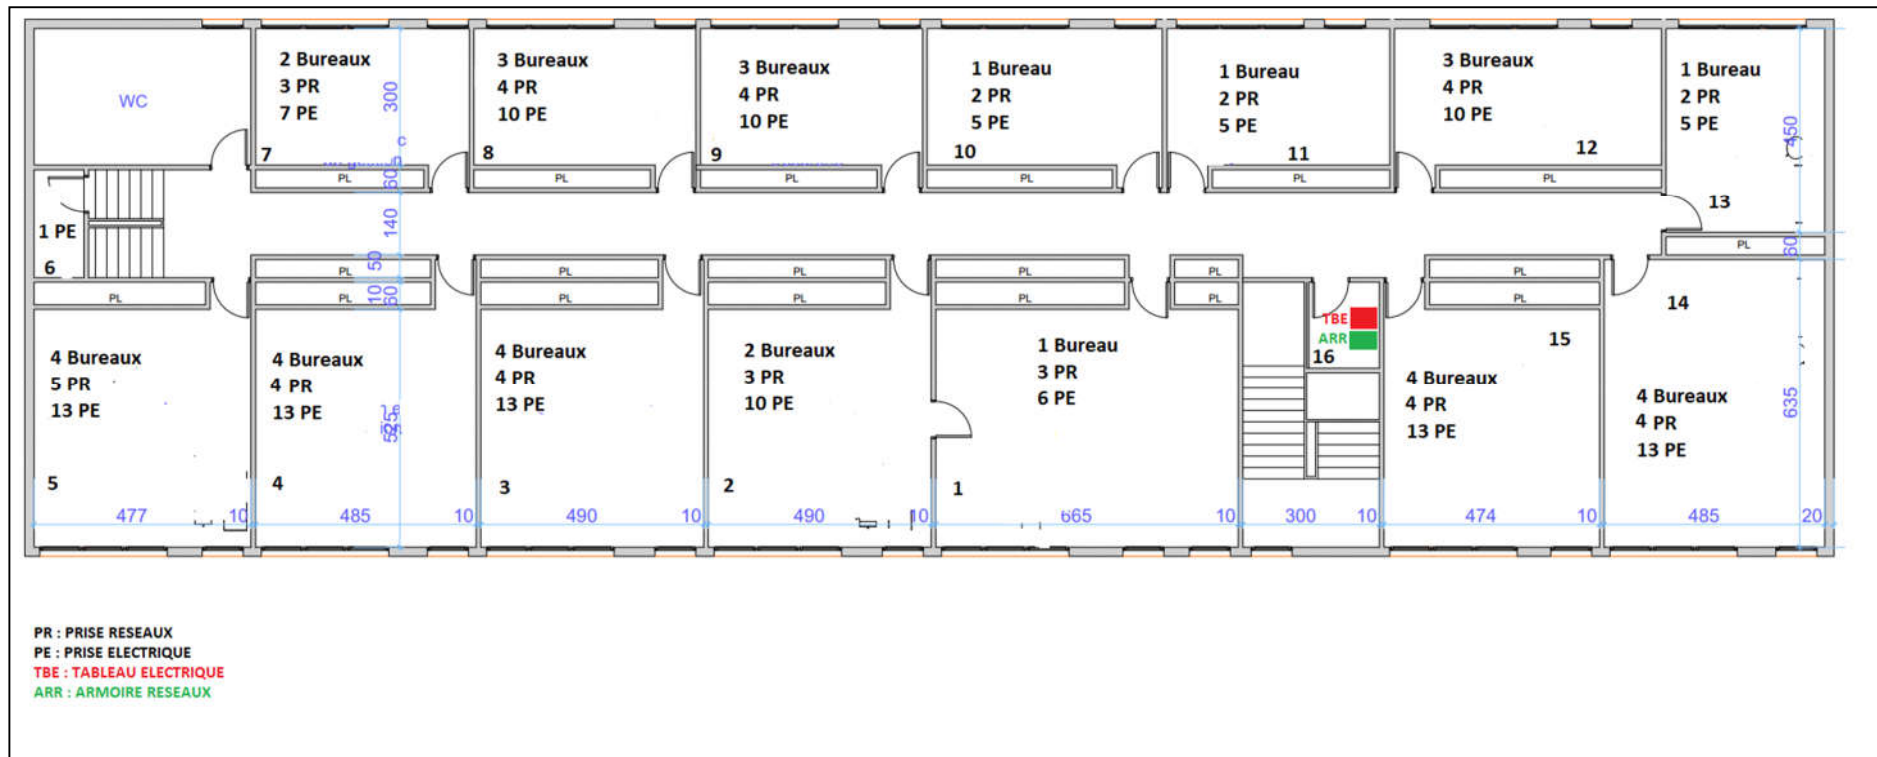 WC
2 Bureaux
3 PR
7 PE
7
3 Bureaux
4 PR
10 PE
8
3 Bureaux
4 PR
10 PE
9
1 Bureau
2 PR
5 PE
10
1 Bureau
2 PR
5 PE
11
3 Bureaux
4 PR
10 PE
12
1 Bureau
2 PR
5 PE
13
300
60
140
50
10
60
525
450
60
635
PL
PL
PL
PL
PL
PL
PL
1 PE
6
PL
PL
PL
PL
PL
PL
PL
PL
PL
PL
PL
PL
PL
4 Bureaux
5 PR
13 PE
5
4 Bureaux
4 PR
13 PE
4
4 Bureaux
4 PR
13 PE
3
2 Bureaux
3 PR
10 PE
2
1 Bureau
3 PR
6 PE
1
TBE
ARR
16
15
4 Bureaux
4 PR
13 PE
14
4 Bureaux
4 PR
13 PE
477 10 485 10 490 10 490 10 665 10 300 10 474 10 485 20
PR : PRISE RESEAUX
PE : PRISE ELECTRIQUE
TBE : TABLEAU ELECTRIQUE
ARR : ARMOIRE RESEAUX